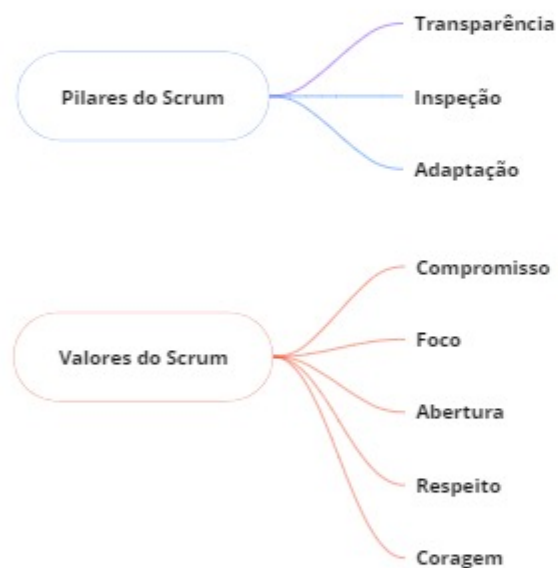 Pilares do Scrum
Transparência
Inspeção
Adaptação
Valores do Scrum
Compromisso
Foco
Abertura
Respeito
Coragem